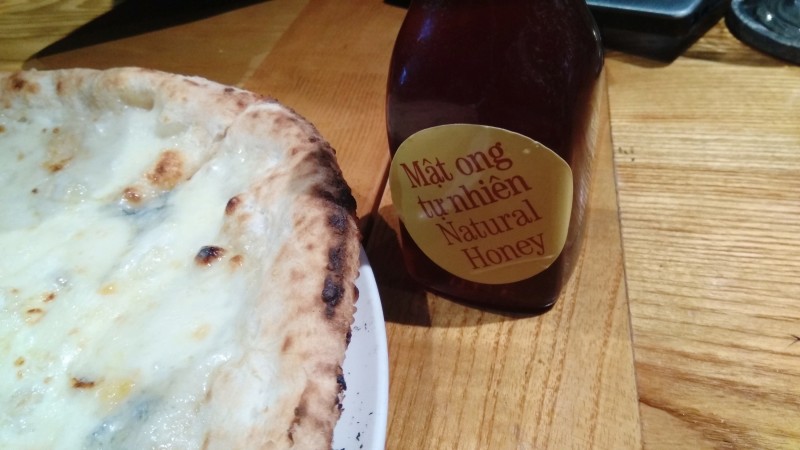 Mật ong
tự nhiên
Natural
Honey